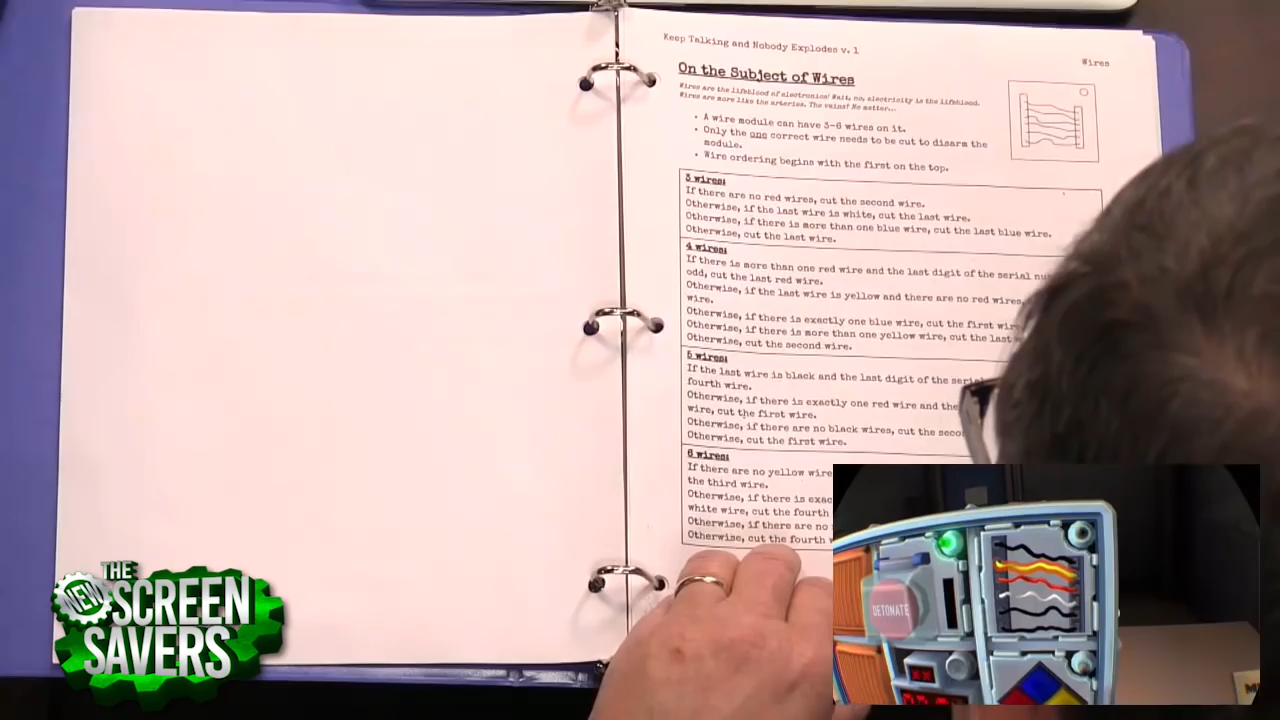 Keep Talking and Nobody Explodes v. 1
Wires
On the Subject of Wires
Wires are the lifeblood of electronics! Wait, no, electricity is the lifeblood.
Wires are more like the arteries. The veins? No matter...
• A wire module can have 3-6 wires on it.
• Only the one correct wire needs to be cut to disarm the
module.
• Wire ordering begins with the first on the top.
3 wires:
If there are no red wires, cut the second wire.
Otherwise, if the last wire is white, cut the last wire.
Otherwise, if there is more than one blue wire, cut the last blue wire.
Otherwise, cut the last wire.
4 wires:
If there is more than one red wire and the last digit of the serial
odd, cut the last red wire.
Otherwise, if the last wire is yellow and there are no red wires,
wire.
Otherwise, if there is exactly one blue wire, cut the first
Otherwise, if there is more than one yellow wire, cut the last
Otherwise, cut the second wire.
5 wires:
If the last wire is black and the last digit of the
fourth wire.
Otherwise, if there is exactly one red wire and
wire, cut the first wire.
Otherwise, if there are no black wires, cut the
Otherwise, cut the first wire.
6 wires:
If there are no yellow
the third wire.
Otherwise, if there is
white wire, cut the fourth
Otherwise, if there are no
Otherwise, cut the fourth
DETONATE
THE
NEW SCREEN
SAVERS